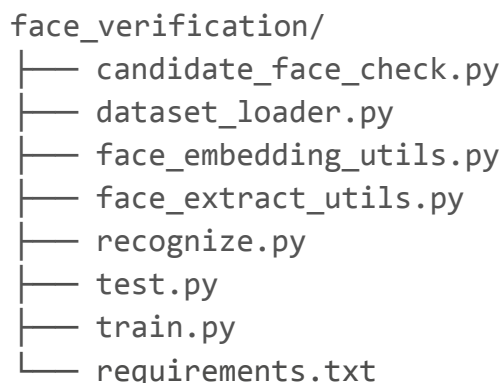 face_verification/
├── candidate_face_check.py
├── dataset_loader.py
├── face_embedding_utils.py
├── face_extract_utils.py
├── recognize.py
├── test.py
├── train.py
└── requirements.txt